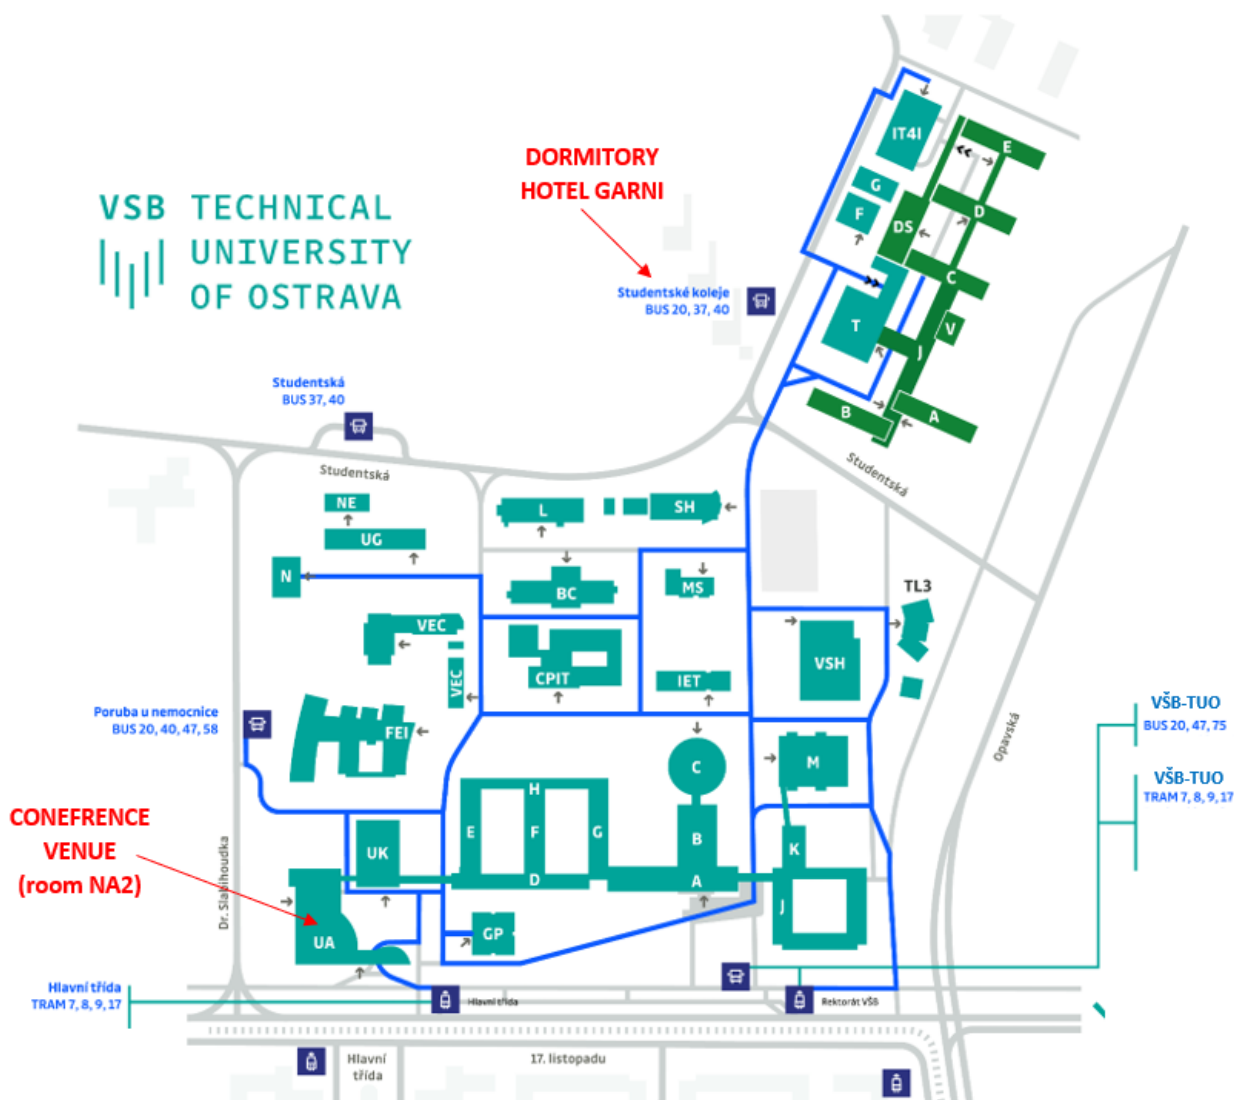 DORMITORY
HOTEL GARNI
VSB TECHNICAL
UNIVERSITY
OF OSTRAVA
Studentské koleje
BUS 20, 37, 40
Studentská
BUS 37, 40
Studentská
Studentská
IT4I
G
F
DS
E
D
C
T
V
J
B
A
NE
UG
N
L
SH
BC
MS
VEC
VEC
CPIT
IET
TL3
VSH
Poruba u nemocnice
BUS 20, 40, 47, 58
FEI
C
M
Opavská
VŠB-TUO
BUS 20, 47, 75
VŠB-TUO
TRAM 7, 8, 9, 17
CONEFRENCE
VENUE
(room NA2)
Dr. Slabihoudka
H
E
F
G
B
K
UK
D
A
J
UA
GP
Hlavní třída
TRAM 7, 8, 9, 17
Hlavní třída
Rektorát VŠB
Hlavní
třída
17. listopadu